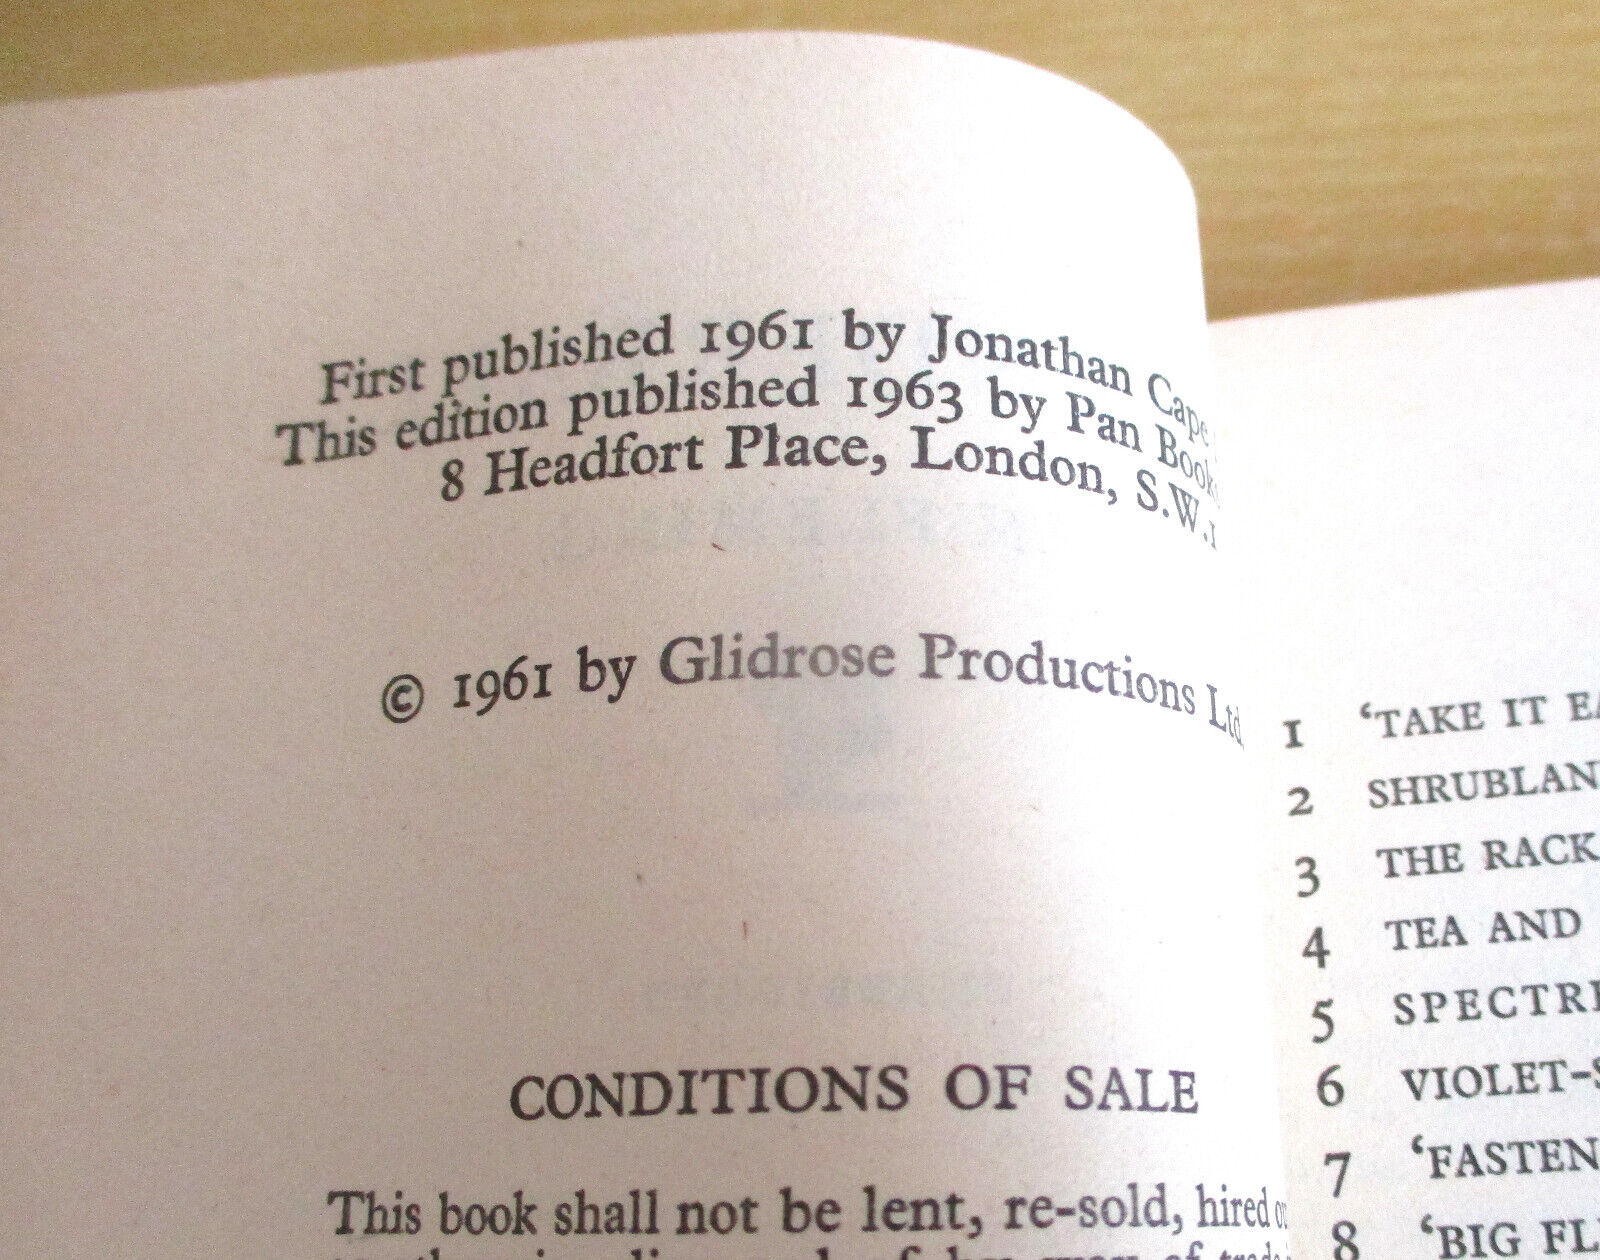 First published 1961 by Jonathan Cape
This edition published 1963 by Pan Books
8 Headfort Place, London, S.W.1
© 1961 by Glidrose Productions Ltd
CONDITIONS OF SALE
This book shall not be lent, re-sold, hired
1 ‘TAKE IT EA
2 SHRUBLAN
3 THE RACK
4 TEA AND
5 SPECTRE
6 VIOLET-S
7 ‘FASTEN
8 ‘BIG FL